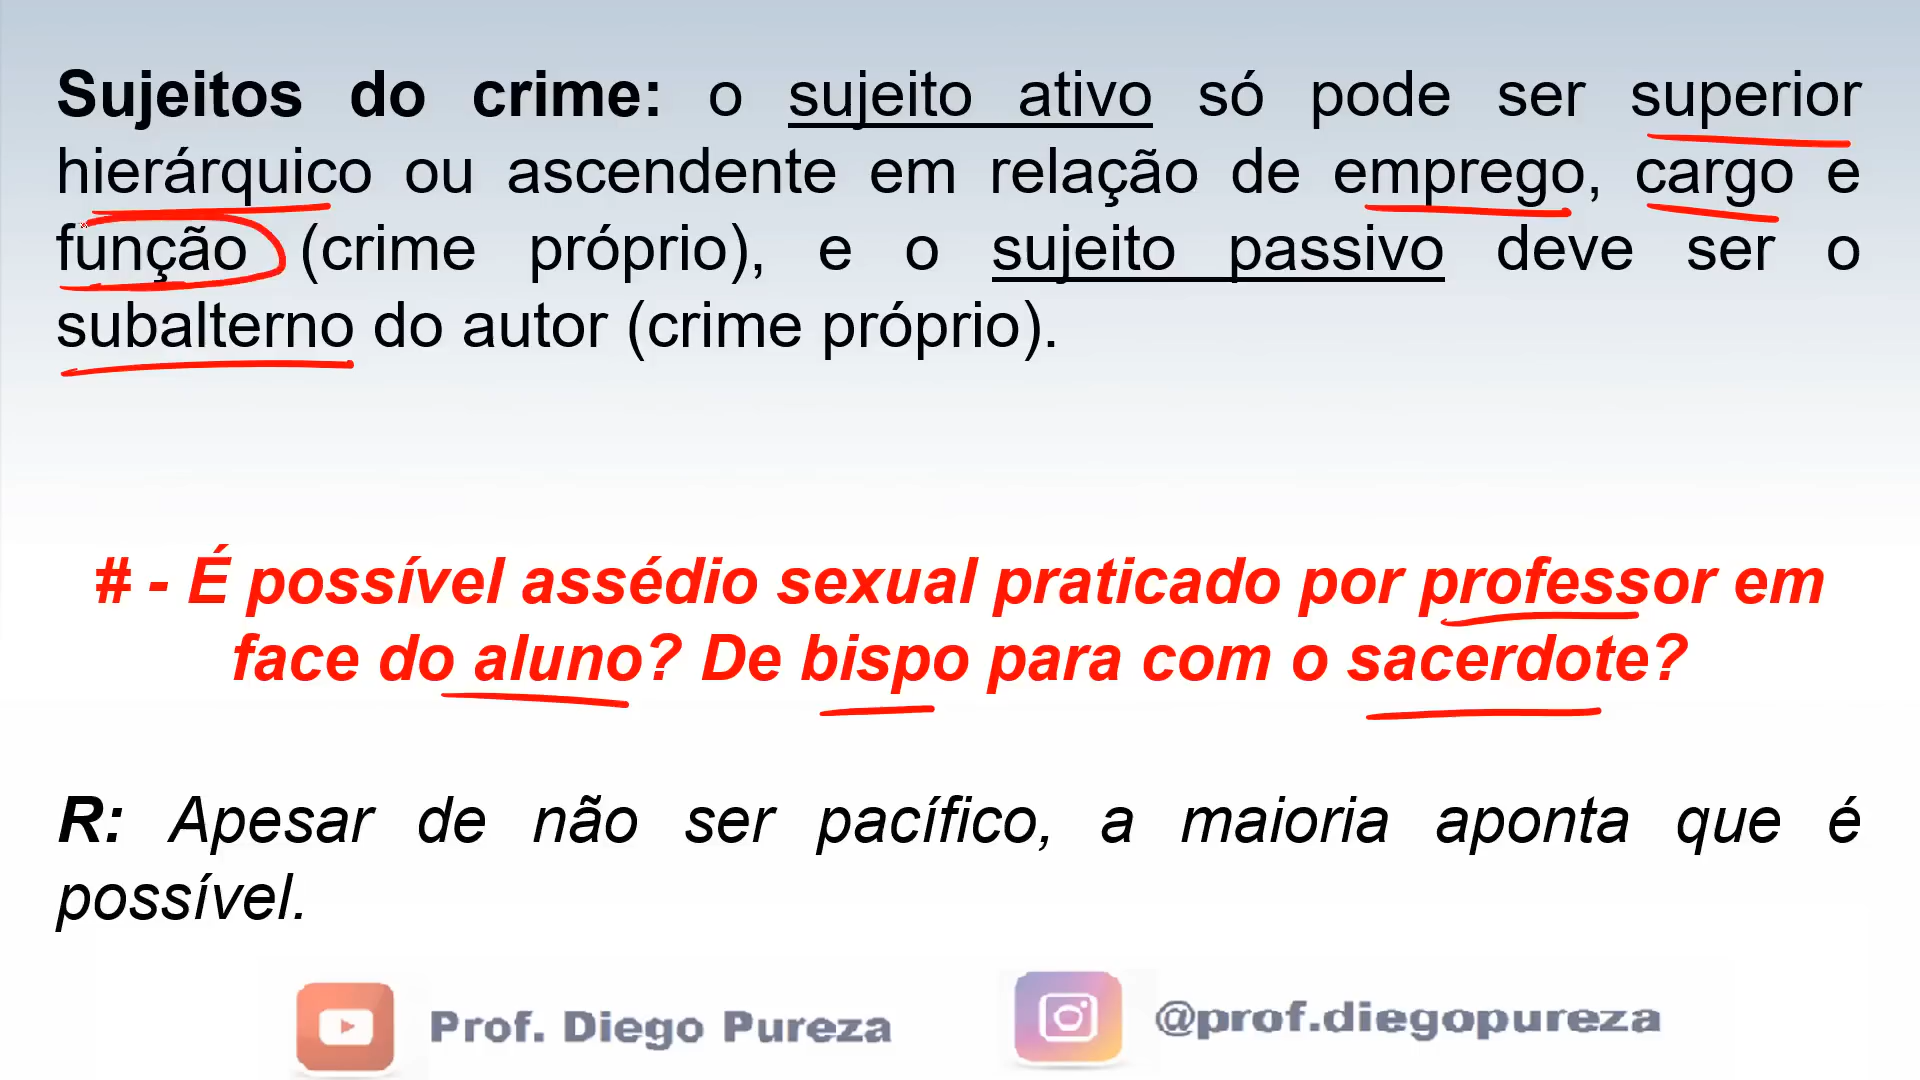 Sujeitos do crime: o sujeito ativo só pode ser superior
hierárquico ou ascendente em relação de emprego, cargo e
função (crime próprio), e o sujeito passivo deve ser o
subalterno do autor (crime próprio).
# - É possível assédio sexual praticado por professor em
face do aluno? De bispo para com o sacerdote?
R: Apesar de não ser pacífico, a maioria aponta que é
possível.
Prof. Diego Pureza
@prof.diegopureza